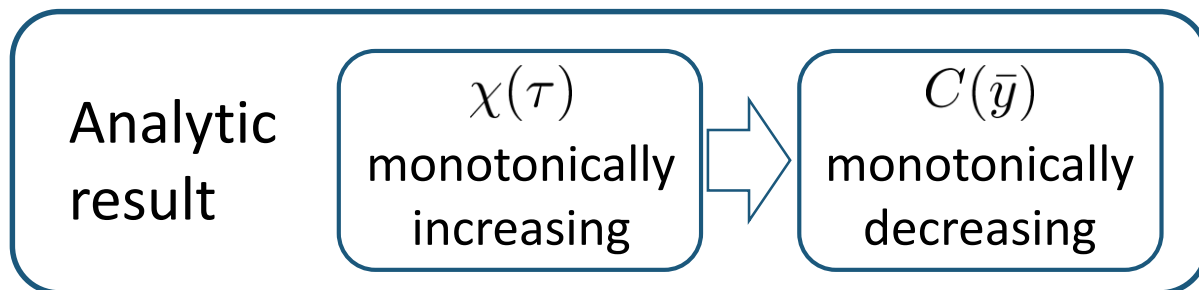 Analytic
result
χ(τ)
monotonically
increasing
C(ȳ)
monotonically
decreasing